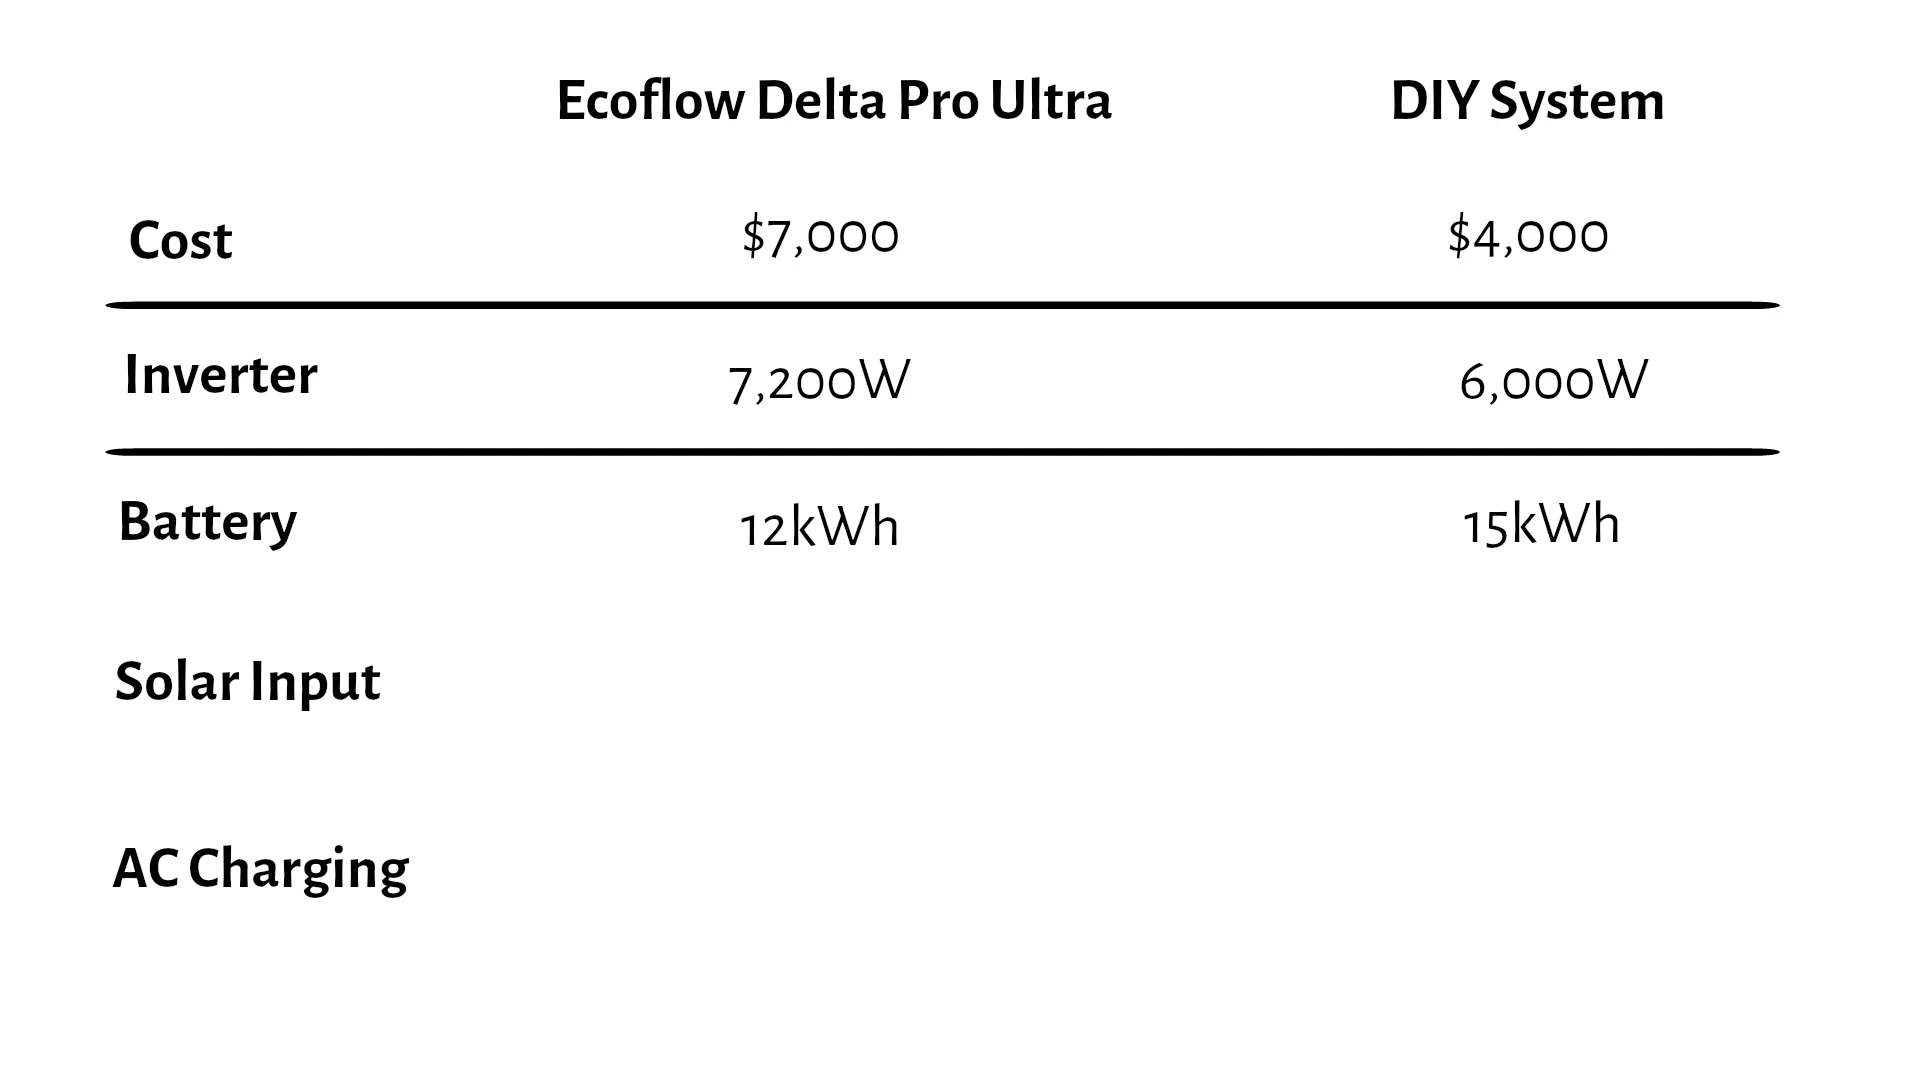 Ecoflow Delta Pro Ultra DIY System
Cost $7,000 $4,000
Inverter 7,200W 6,000W
Battery 12kWh 15kWh
Solar Input
AC Charging